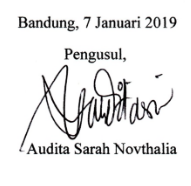 Bandung, 7 Januari 2019
Pengusul,
Audita Sarah Novthalia